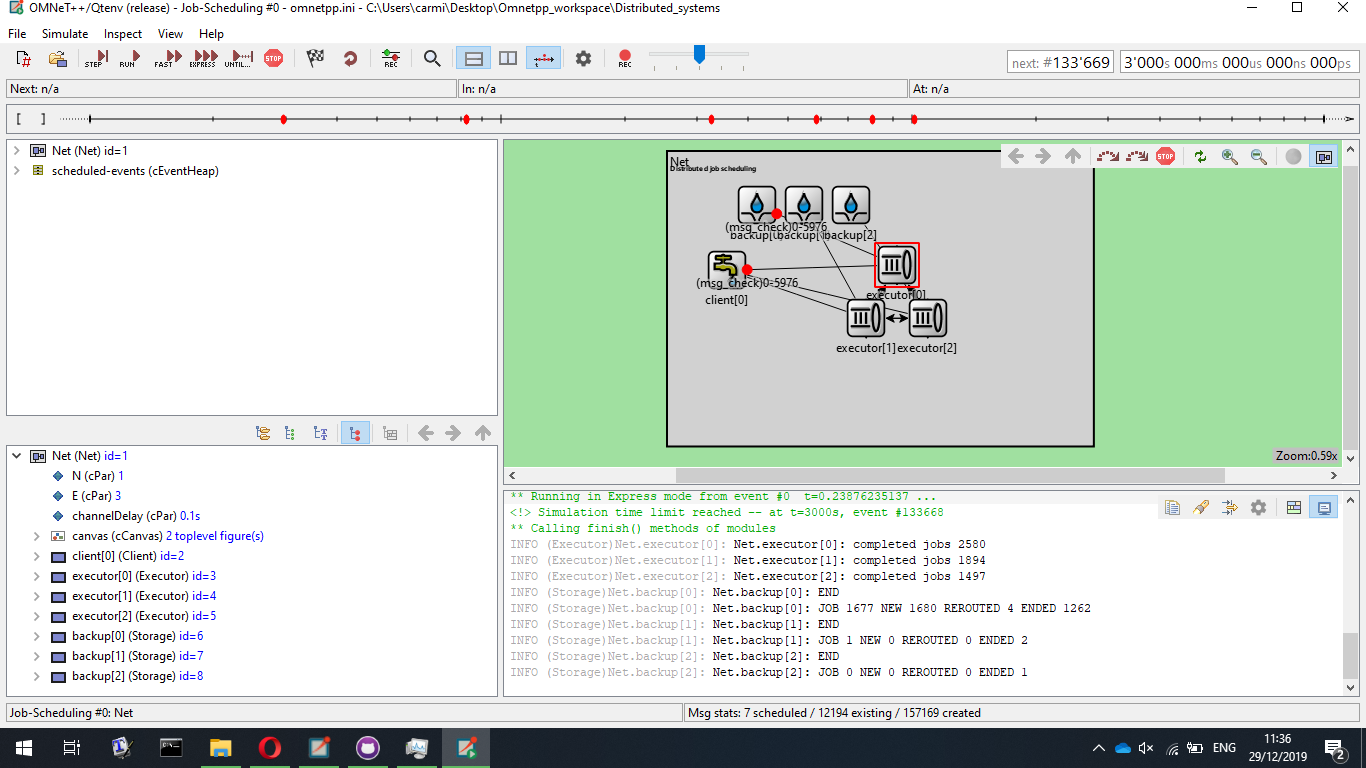 OMNeT++/Qtenv (release) - Job-Scheduling #0 - omnetpp.ini - C:\Users\carmi\Desktop\Omnetpp_workspace\Distributed_systems
File Simulate Inspect View Help
STEP RUN FAST EXPRESS UNTIL... STOP REC REC next: #133'669 3'000s 000ms 000us 000ns 000ps
Next: n/a In: n/a At: n/a
[ ]
Net (Net) id=1
scheduled-events (cEventHeap)
STOP
Net
Distributed job scheduling
(msg_check)0-5976
backup[0] backup[ backup[2]
(msg_check)0-5976
client[0]
executor[0]
executor[1] executor[2]
Zoom:0.59x
Net (Net) id=1
N (cPar) 1
E (cPar) 3
channelDelay (cPar) 0.1s
canvas (cCanvas) 2 toplevel figure(s)
client[0] (Client) id=2
executor[0] (Executor) id=3
executor[1] (Executor) id=4
executor[2] (Executor) id=5
backup[0] (Storage) id=6
backup[1] (Storage) id=7
backup[2] (Storage) id=8
** Running in Express mode from event #0 t=0.23876235137 ...
<!> Simulation time limit reached -- at t=3000s, event #133668
** Calling finish() methods of modules
INFO (Executor)Net.executor[0]: Net.executor[0]: completed jobs 2580
INFO (Executor)Net.executor[1]: Net.executor[1]: completed jobs 1894
INFO (Executor)Net.executor[2]: Net.executor[2]: completed jobs 1497
INFO (Storage)Net.backup[0]: Net.backup[0]: END
INFO (Storage)Net.backup[0]: Net.backup[0]: JOB 1677 NEW 1680 REROUTED 4 ENDED 1262
INFO (Storage)Net.backup[1]: Net.backup[1]: END
INFO (Storage)Net.backup[1]: Net.backup[1]: JOB 1 NEW 0 REROUTED 0 ENDED 2
INFO (Storage)Net.backup[2]: Net.backup[2]: END
INFO (Storage)Net.backup[2]: Net.backup[2]: JOB 0 NEW 0 REROUTED 0 ENDED 1
Job-Scheduling #0: Net
Msg stats: 7 scheduled / 12194 existing / 157169 created
ENG
11:36
29/12/2019
2